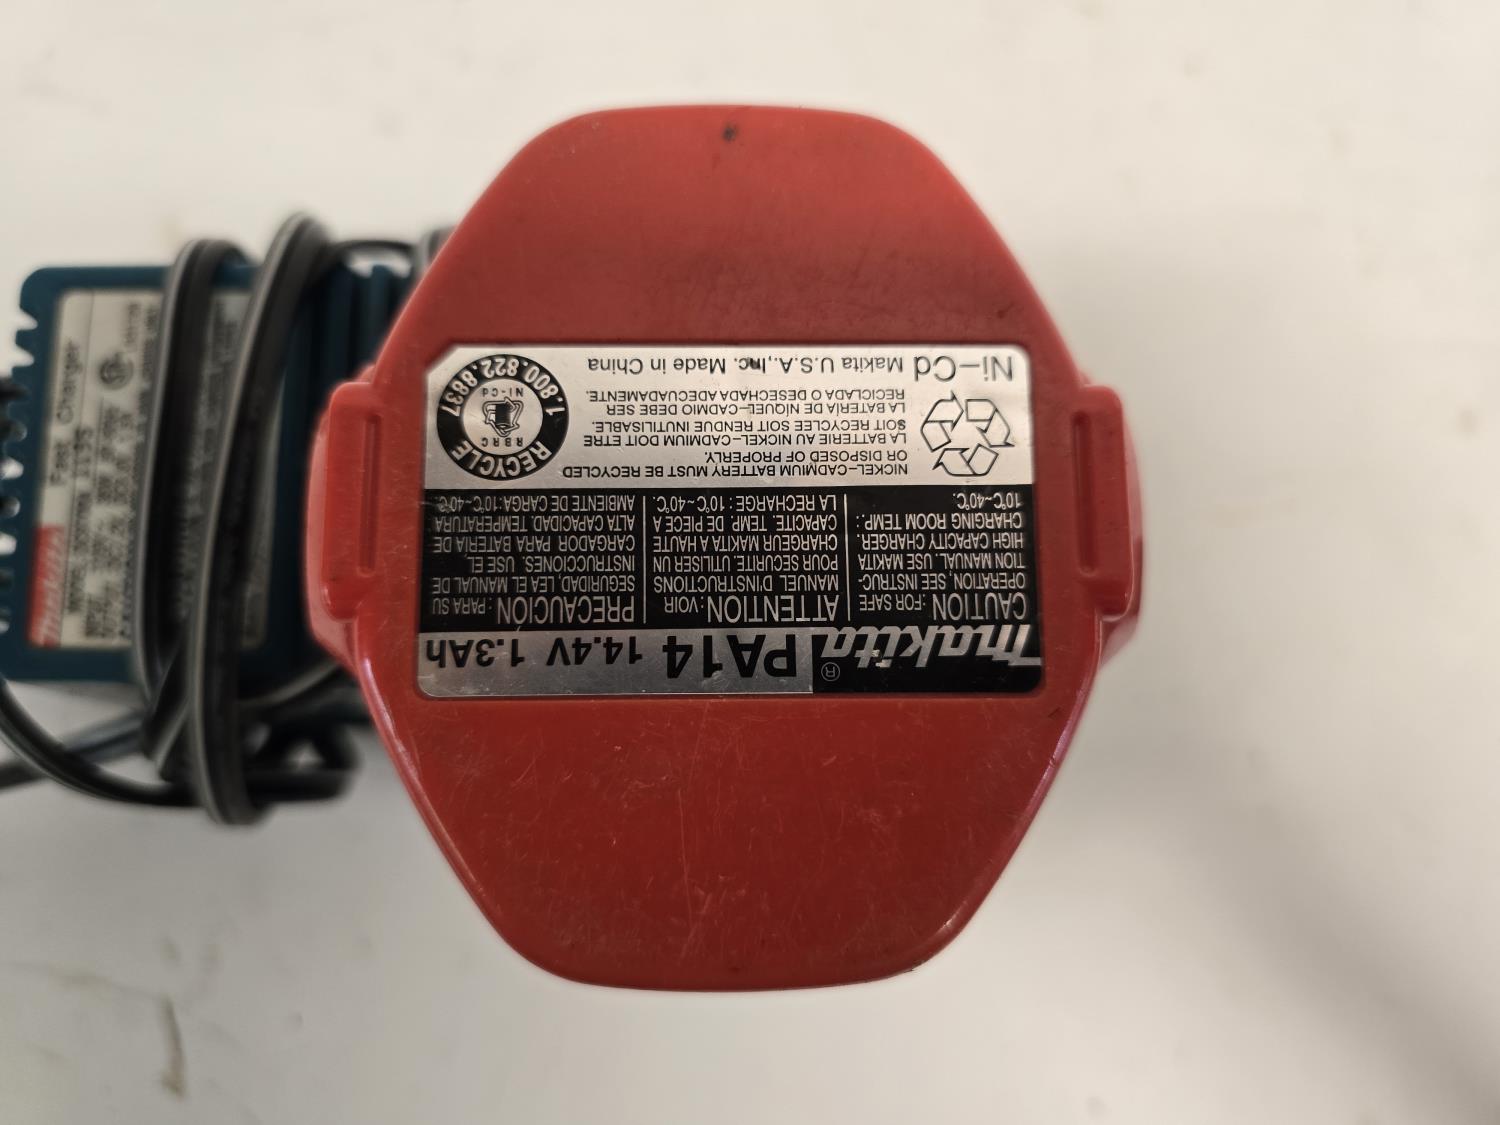 makita® PA14 14.4V 1.3Ah
CAUTION :FOR SAFE
OPERATION, SEE INSTRUC-
TION MANUAL. USE MAKITA
HIGH CAPACITY CHARGER.
CHARGING ROOM TEMP.:
10°C~40°C.
ATTENTION :VOIR
MANUEL D'INSTRUCTIONS
POUR SÉCURITE. UTILISER UN
CHARGEUR MAKITA A HAUTE
CAPACITE. TEMP. DE PIECE A
LA RECHARGE : 10°C~40°C.
PRECAUCION :PARA SU
SEGURIDAD, LEA EL MANUAL DE
INSTRUCCIONES. USE EL
CARGADOR PARA BATERIA DE
ALTA CAPACIDAD. TEMPERATURA
AMBIENTE DE CARGA:10°C~40°C.
NICKEL–CADMIUM BATTERY MUST BE RECYCLED
OR DISPOSED OF PROPERLY.
LA BATTERIE AU NICKEL–CADMIUM DOIT ETRE
SOIT RECYCLEE SOIT RENDUE INUTILISABLE.
LA BATERÍA DE NIQUEL–CADMIO DEBE SER
RECICLADA O DESECHADA ADECUADAMENTE.
Ni–Cd Makita U.S.A.,Inc. Made in China
RECYCLE
RBRC
Ni-Cd
1.800.822.8837
makita
Fast Charger